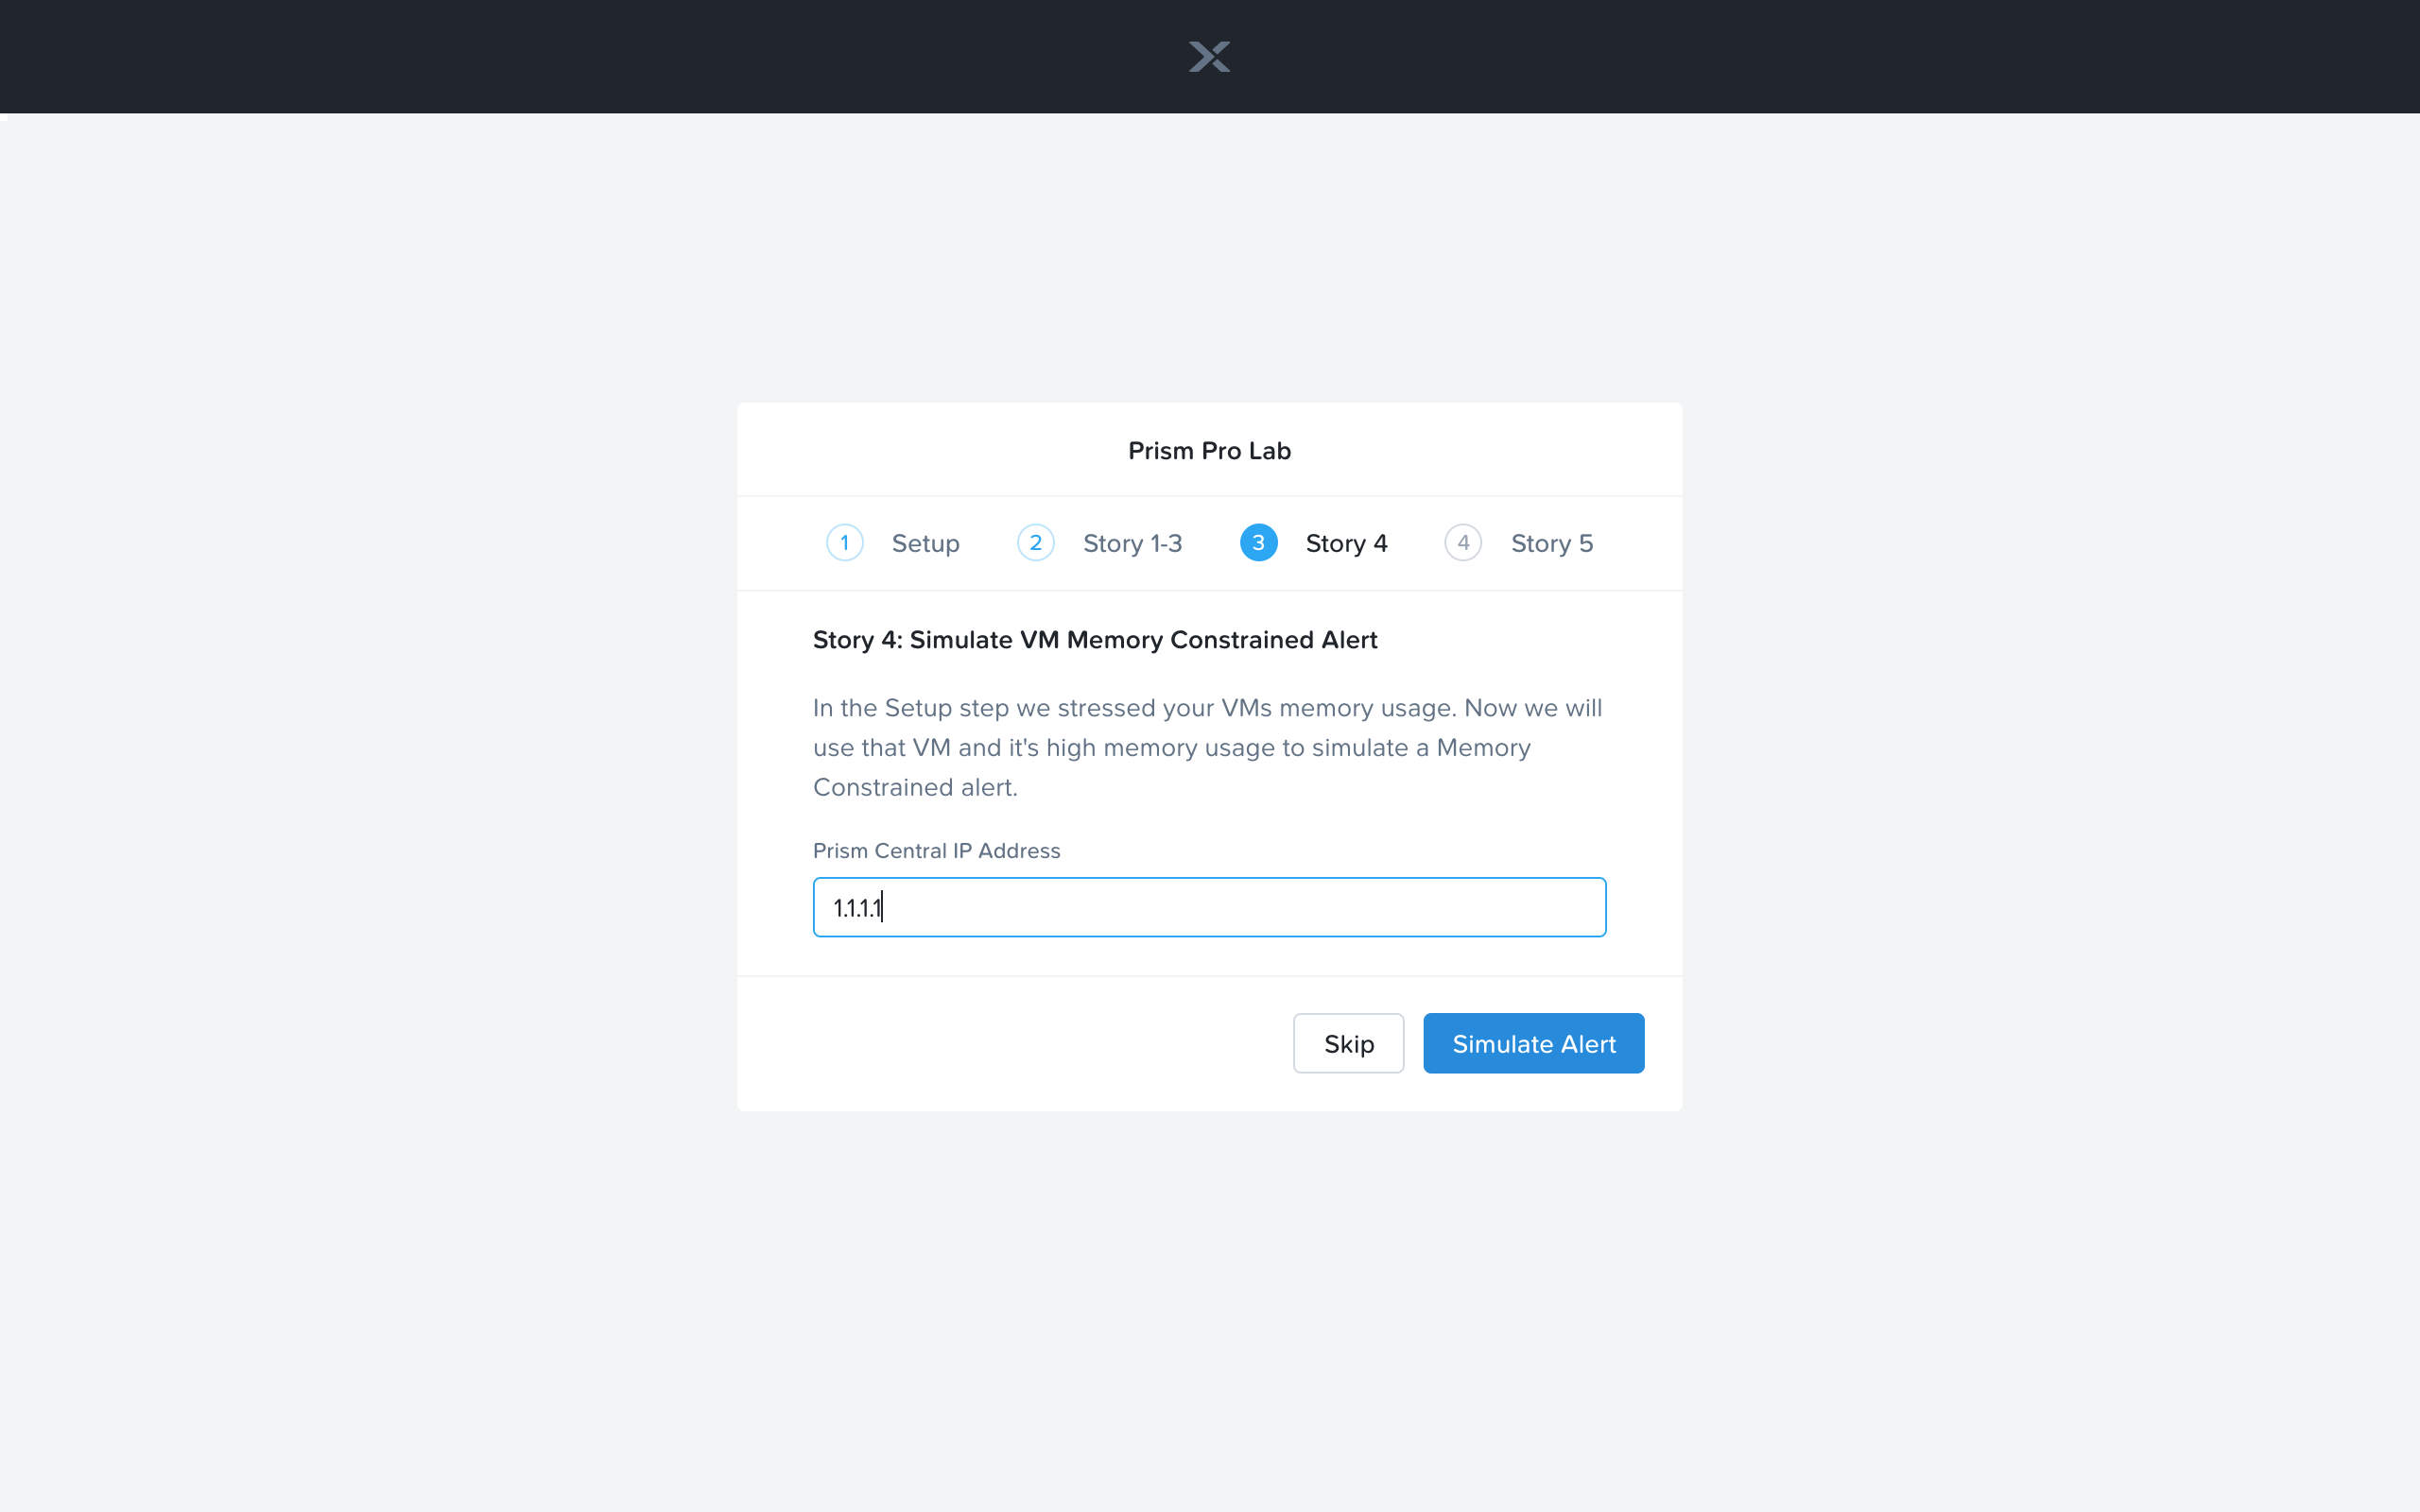 Prism Pro Lab
1 Setup 2 Story 1-3 3 Story 4 4 Story 5
Story 4: Simulate VM Memory Constrained Alert
In the Setup step we stressed your VMs memory usage. Now we will
use that VM and it's high memory usage to simulate a Memory
Constrained alert.
Prism Central IP Address
1.1.1.1
Skip Simulate Alert